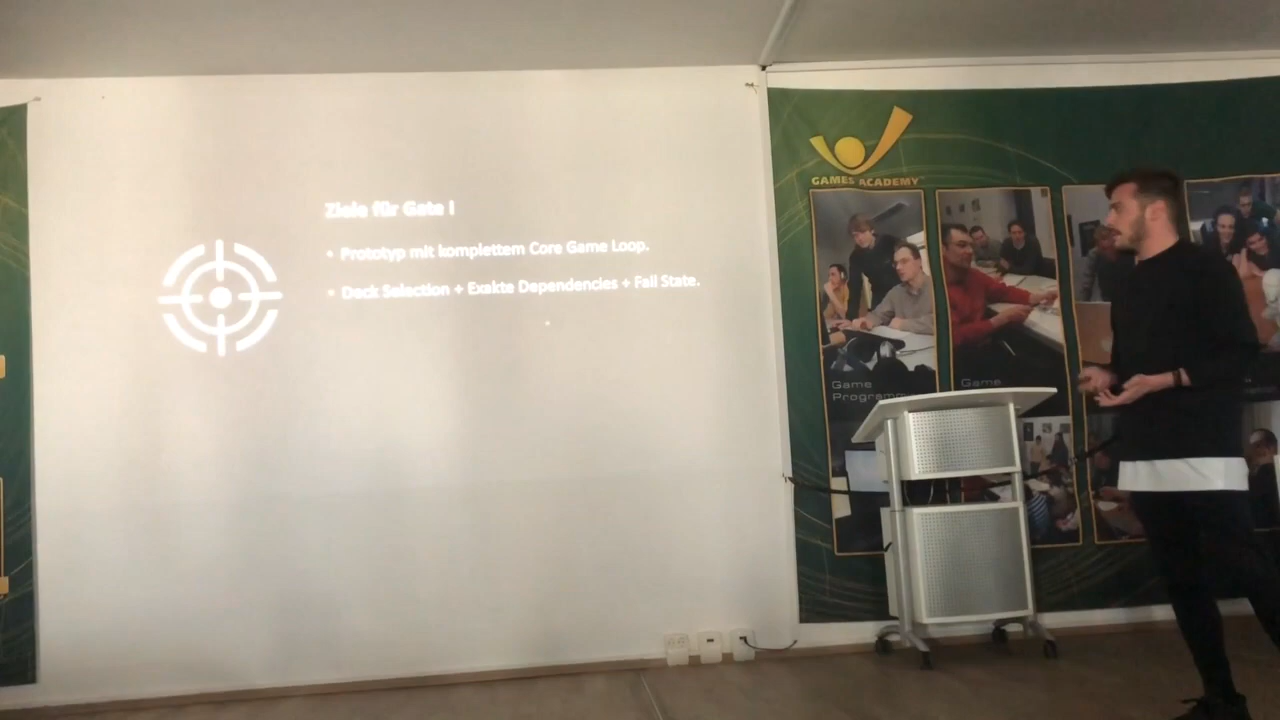 Ziele für Gate I
• Prototyp mit komplettem Core Game Loop.
• Deck Selection + Exakte Dependencies + Fail State.
GAMES ACADEMY
Game
Programm
Game